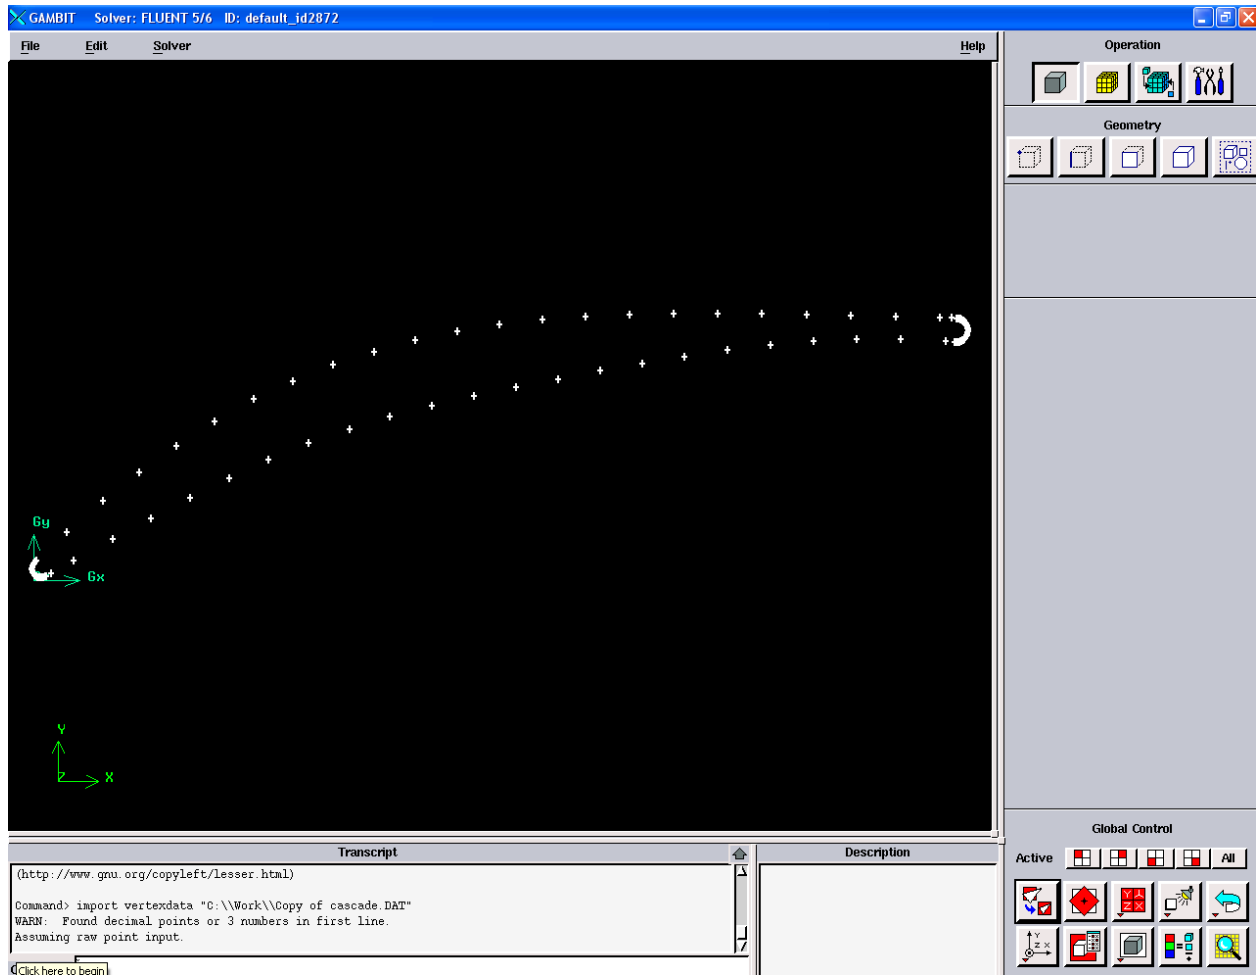 GAMBIT Solver: FLUENT 5/6 ID: default_id2872
File Edit Solver Help
Operation
Geometry
Gy
Gx
Y
Z X
Transcript
(http://www.gnu.org/copyleft/lesser.html)
Command> import vertexdata "C:\\Work\\Copy of cascade.DAT"
WARN: Found decimal points or 3 numbers in first line.
Assuming raw point input.
Click here to begin
Description
Global Control
Active All